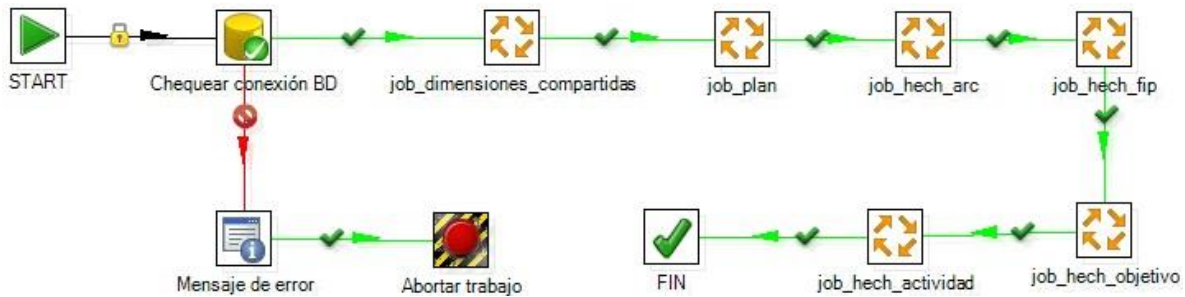 START
Chequear conexión BD
job_dimensiones_compartidas
job_plan
job_hech_arc
job_hech_fip
Mensaje de error
Abortar trabajo
FIN
job_hech_actividad
job_hech_objetivo